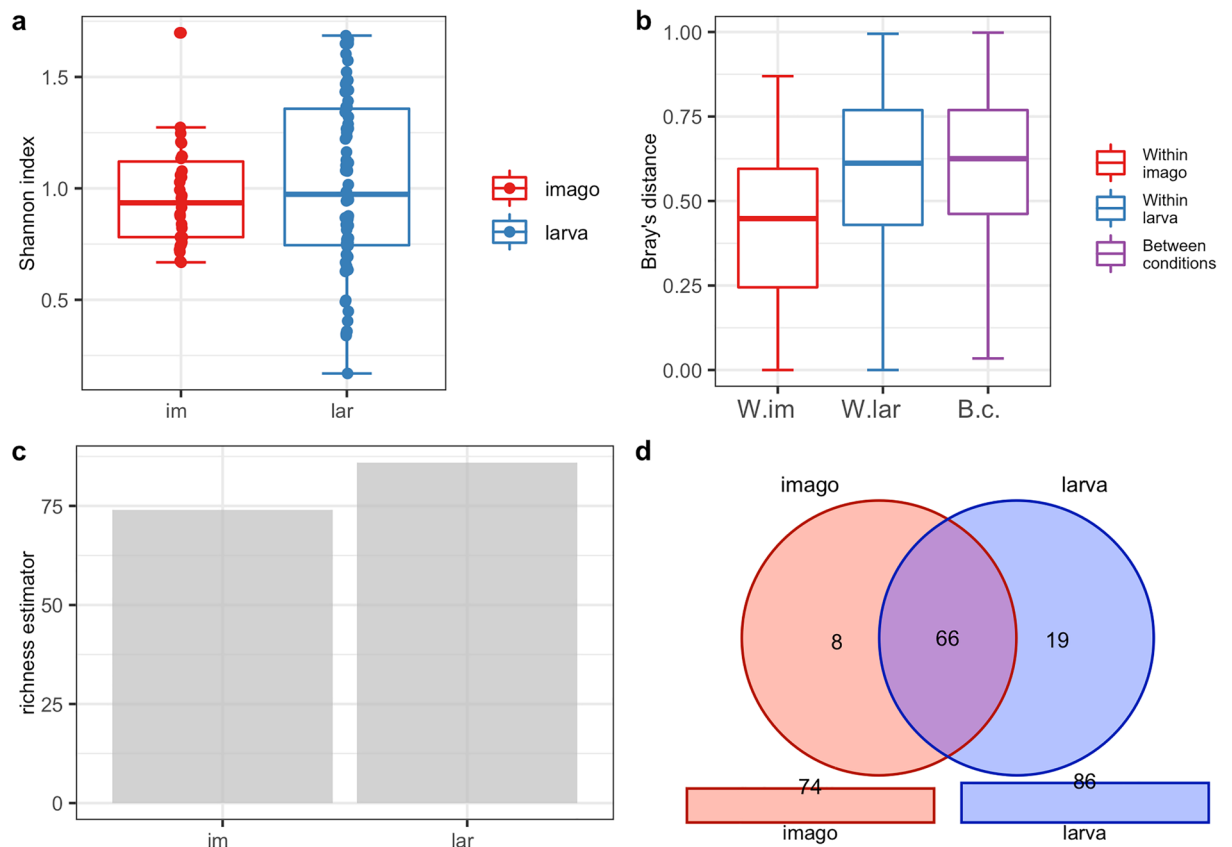 a
Shannon index
1.5
1.0
0.5
im
lar
imago
larva
b
Bray's distance
1.00
0.75
0.50
0.25
0.00
W.im
W.lar
B.c.
Within
imago
Within
larva
Between
conditions
c
richness estimator
75
50
25
0
im
lar
d
imago
larva
8
66
19
74
86
imago
larva